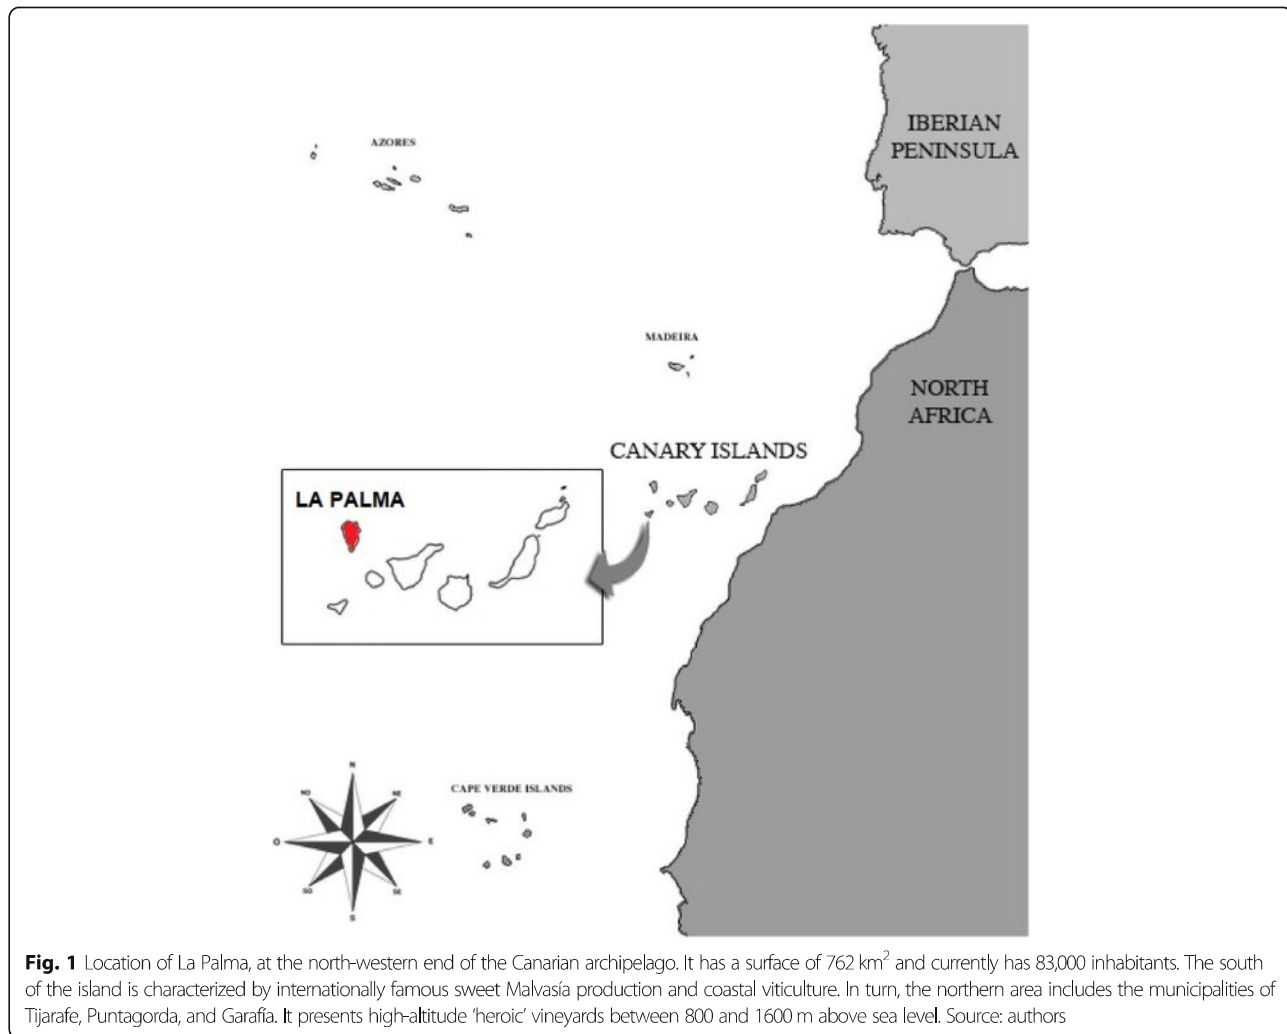 AZORES
IBERIAN
PENINSULA
MADEIRA
NORTH
AFRICA
CANARY ISLANDS
LA PALMA
CAPE VERDE ISLANDS
N
NO
NE
O
E
SO
SE
S
Fig. 1 Location of La Palma, at the north-western end of the Canarian archipelago. It has a surface of 762 km² and currently has 83,000 inhabitants. The south
of the island is characterized by internationally famous sweet Malvasía production and coastal viticulture. In turn, the northern area includes the municipalities of
Tijarafe, Puntagorda, and Garafía. It presents high-altitude ‘heroic’ vineyards between 800 and 1600 m above sea level. Source: authors